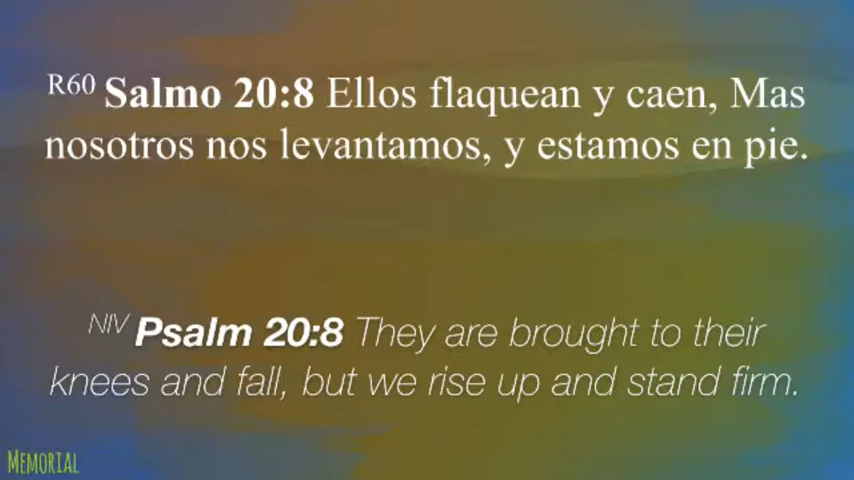 R60 Salmo 20:8 Ellos flaquean y caen, Mas
nosotros nos levantamos, y estamos en pie.
NIV Psalm 20:8 They are brought to their
knees and fall, but we rise up and stand firm.
MEMORIAL